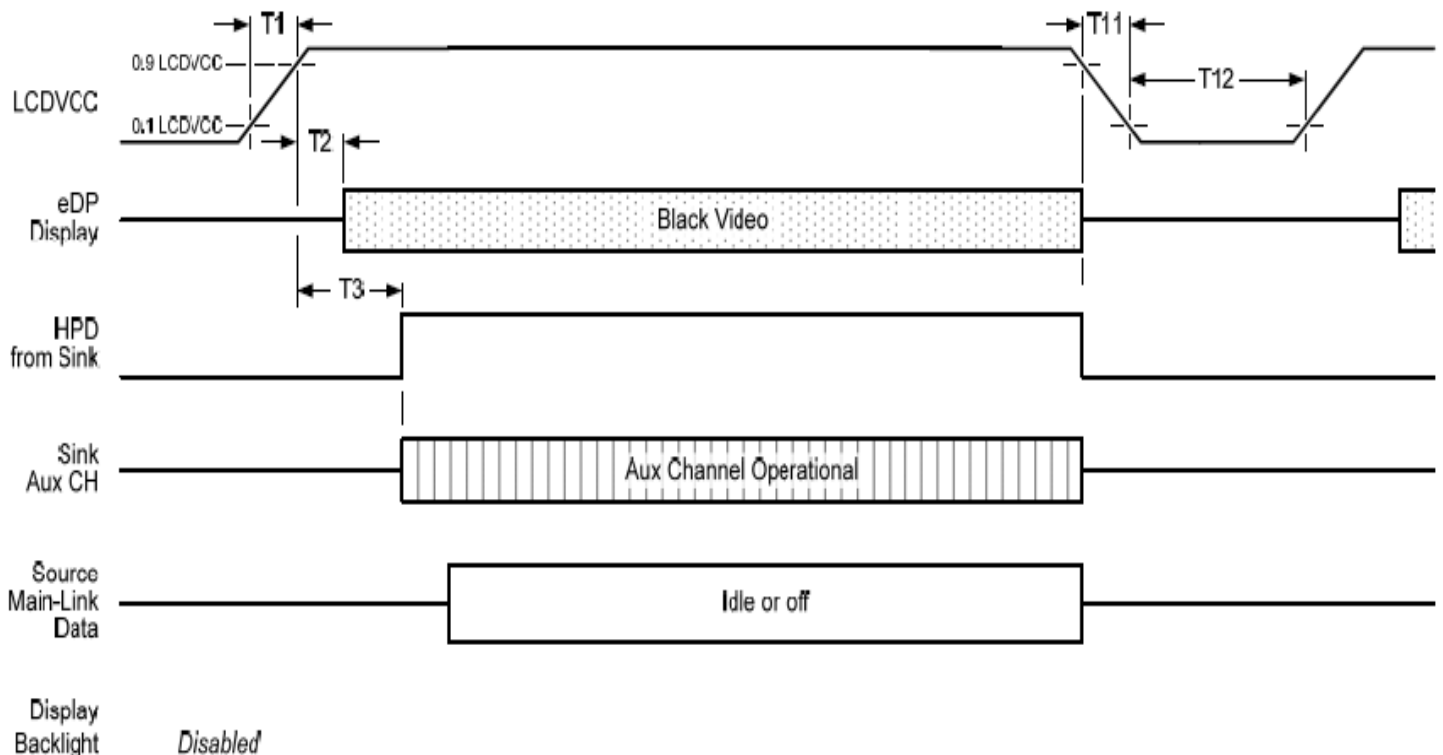 T1
T11
0.9 LCDVCC
LCDVCC
T12
0.1 LCDVCC
T2
eDP
Display
Black Video
T3
HPD
from Sink
Sink
Aux CH
Aux Channel Operational
Source
Main-Link
Data
Idle or off
Display
Backlight
Disabled